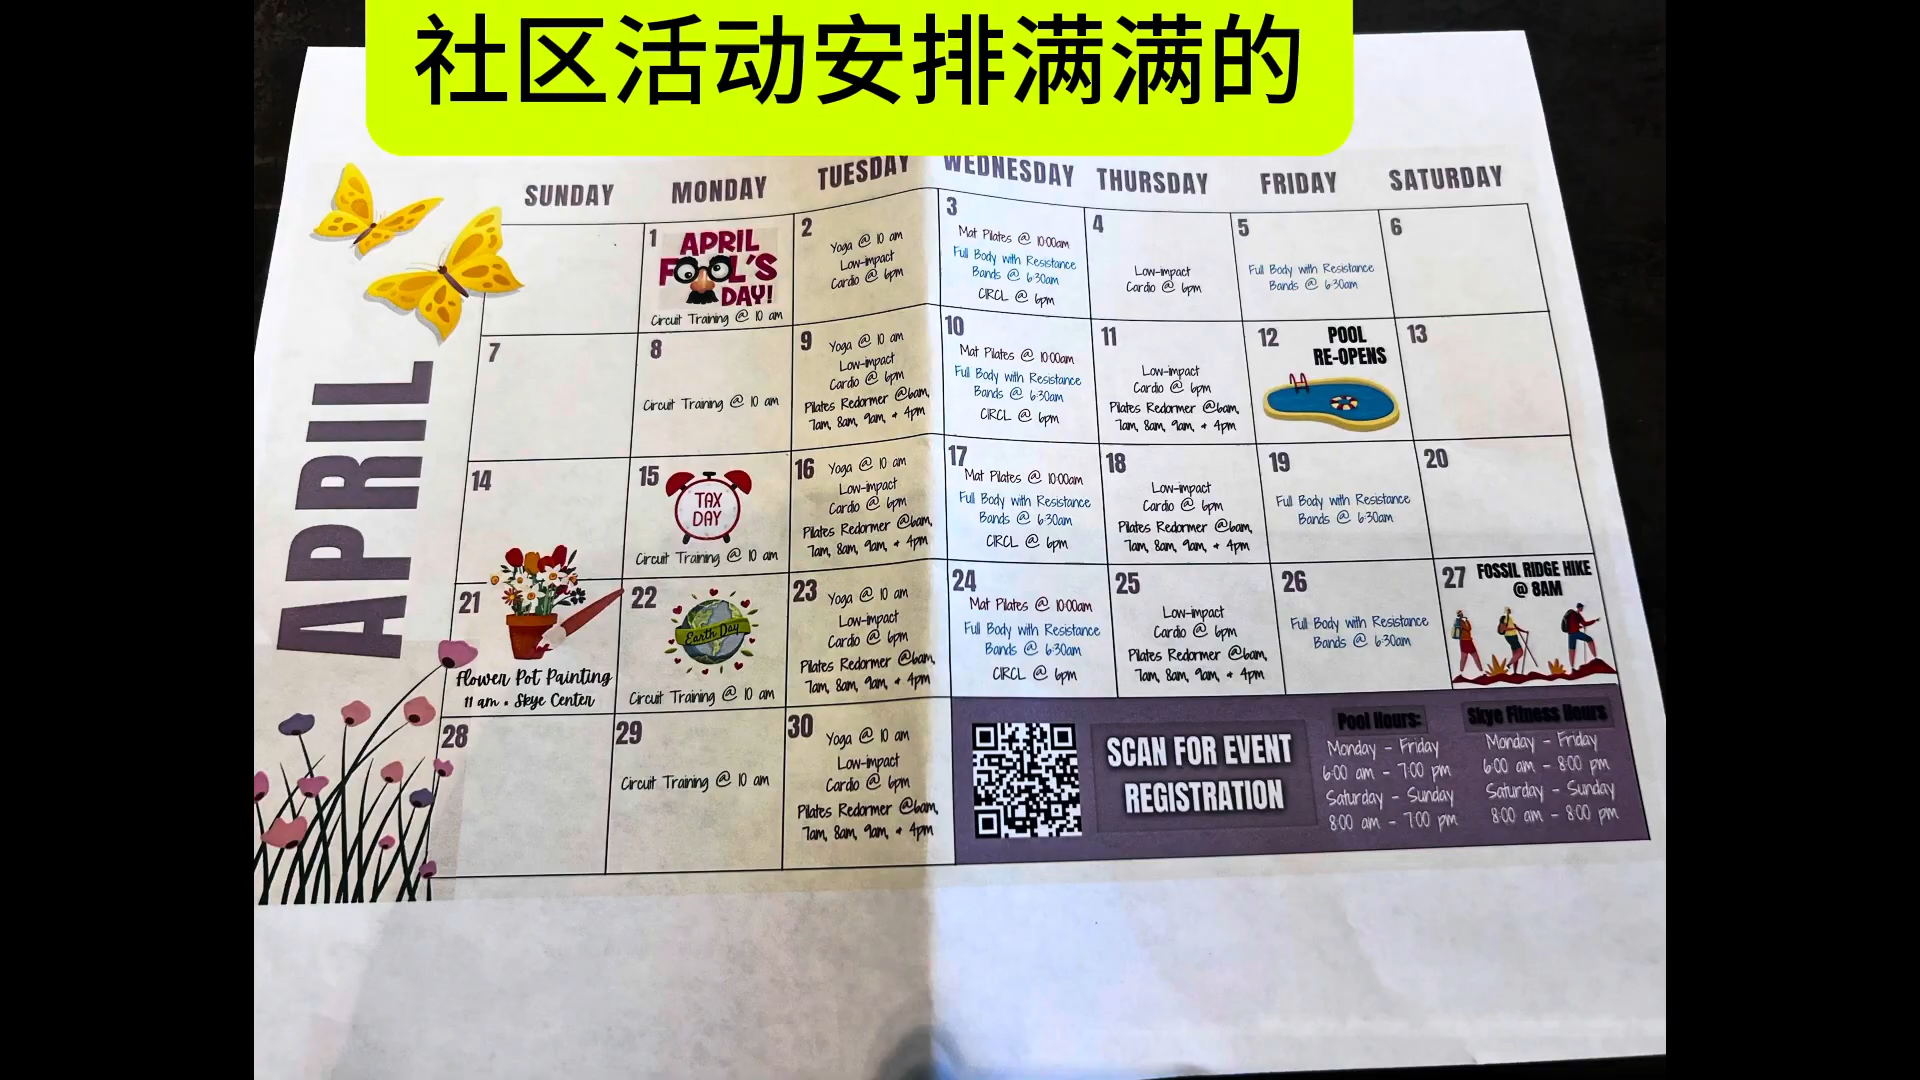 社区活动安排满满的
SUNDAY MONDAY TUESDAY WEDNESDAY THURSDAY FRIDAY SATURDAY
APRIL
1
APRIL
FOOL'S
DAY!
Circuit Training @ 10 am
2
Yoga @ 10 am
Low-impact
Cardio @ 6pm
3
Mat Pilates @ 10:00am
Full Body with Resistance
Bands @ 6:30am
CIRCL @ 6pm
4
Low-impact
Cardio @ 6pm
5
Full Body with Resistance
Bands @ 6:30am
6
7
8
Circuit Training @ 10 am
9
Yoga @ 10 am
Low-impact
Cardio @ 6pm
Pilates Redormer @6am,
7am, 8am, 9am, + 4pm
10
Mat Pilates @ 10:00am
Full Body with Resistance
Bands @ 6:30am
CIRCL @ 6pm
11
Low-impact
Cardio @ 6pm
Pilates Redormer @6am,
7am, 8am, 9am, + 4pm
12
POOL
RE-OPENS
13
14
15
TAX
DAY
Circuit Training @ 10 am
16
Yoga @ 10 am
Low-impact
Cardio @ 6pm
Pilates Redormer @6am,
7am, 8am, 9am, + 4pm
17
Mat Pilates @ 10:00am
Full Body with Resistance
Bands @ 6:30am
CIRCL @ 6pm
18
Low-impact
Cardio @ 6pm
Pilates Redormer @6am,
7am, 8am, 9am, + 4pm
19
Full Body with Resistance
Bands @ 6:30am
20
21
Flower Pot Painting
11 am • Skye Center
22
Earth Day
Circuit Training @ 10 am
23
Yoga @ 10 am
Low-impact
Cardio @ 6pm
Pilates Redormer @6am,
7am, 8am, 9am, + 4pm
24
Mat Pilates @ 10:00am
Full Body with Resistance
Bands @ 6:30am
CIRCL @ 6pm
25
Low-impact
Cardio @ 6pm
Pilates Redormer @6am,
7am, 8am, 9am, + 4pm
26
Full Body with Resistance
Bands @ 6:30am
27
FOSSIL RIDGE HIKE
@ 8AM
28
29
Circuit Training @ 10 am
30
Yoga @ 10 am
Low-impact
Cardio @ 6pm
Pilates Redormer @6am,
7am, 8am, 9am, + 4pm
SCAN FOR EVENT
REGISTRATION
Pool Hours:
Monday - Friday
6:00 am - 7:00 pm
Saturday - Sunday
8:00 am - 7:00 pm
Skye Fitness Hours
Monday - Friday
6:00 am - 8:00 pm
Saturday - Sunday
8:00 am - 8:00 pm